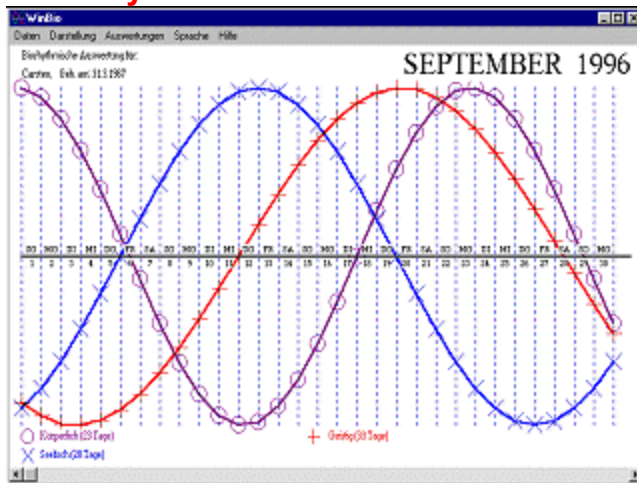 WinBio
Daten Darstellung Auswertungen Sprache Hilfe
Biorhythmische Auswertung für:
Carsten, Geb. am: 31.3.1967
SEPTEMBER 1996
SO MO DI MI DO FR SA SO MO DI MI DO FR SA SO MO DI MI DO FR SA SO MO DI MI DO FR SA SO MO
1 2 3 4 5 6 7 8 9 10 11 12 13 14 15 16 17 18 19 20 21 22 23 24 25 26 27 28 29 30
Körperlich (23 Tage)
Geistig (33 Tage)
Seelisch (28 Tage)